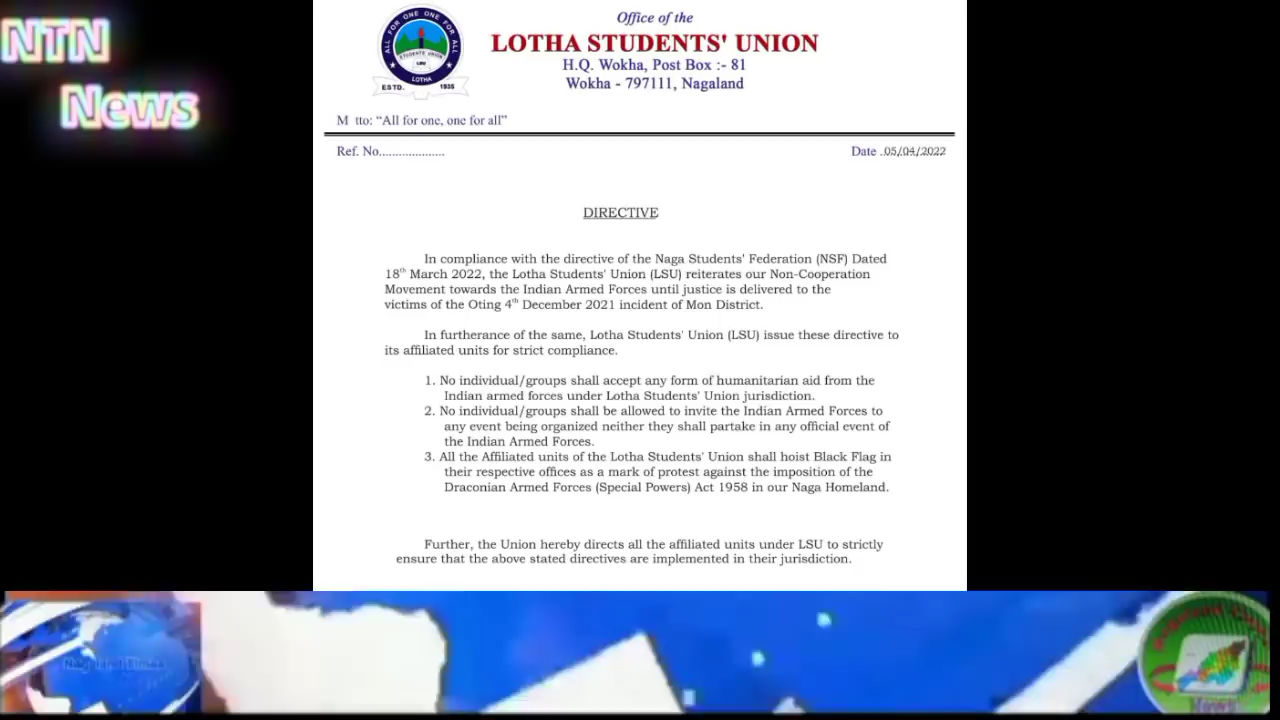 NTN
News
ALL FOR ONE ONE FOR ALL
STUDENTS' UNION
LSU
LOTHA
ESTD. 1935
Office of the
LOTHA STUDENTS' UNION
H.Q. Wokha, Post Box :- 81
Wokha - 797111, Nagaland
M tto: “All for one, one for all”
Ref. No....................
Date .05/04/2022
DIRECTIVE
In compliance with the directive of the Naga Students' Federation (NSF) Dated
18th March 2022, the Lotha Students' Union (LSU) reiterates our Non-Cooperation
Movement towards the Indian Armed Forces until justice is delivered to the
victims of the Oting 4th December 2021 incident of Mon District.
In furtherance of the same, Lotha Students' Union (LSU) issue these directive to
its affiliated units for strict compliance.
1. No individual/groups shall accept any form of humanitarian aid from the
Indian armed forces under Lotha Students' Union jurisdiction.
2. No individual/groups shall be allowed to invite the Indian Armed Forces to
any event being organized neither they shall partake in any official event of
the Indian Armed Forces.
3. All the Affiliated units of the Lotha Students' Union shall hoist Black Flag in
their respective offices as a mark of protest against the imposition of the
Draconian Armed Forces (Special Powers) Act 1958 in our Naga Homeland.
Further, the Union hereby directs all the affiliated units under LSU to strictly
ensure that the above stated directives are implemented in their jurisdiction.
News